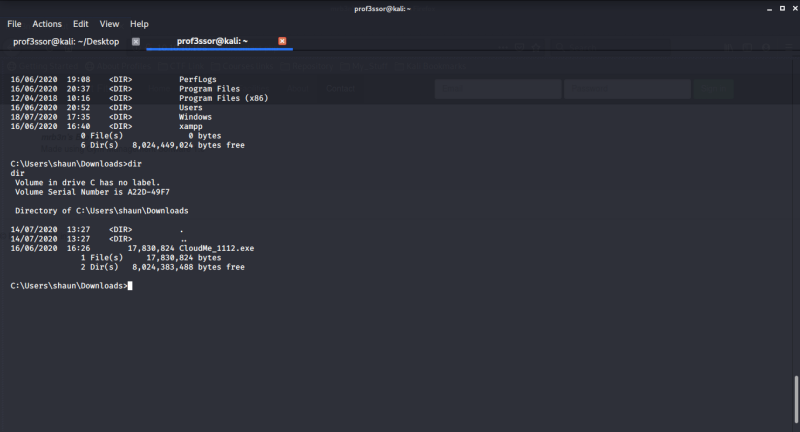 prof3ssor@kali: ~
File Actions Edit View Help
prof3ssor@kali: ~/Desktop
prof3ssor@kali: ~
16/06/2020 19:08 <DIR> PerfLogs
16/06/2020 20:37 <DIR> Program Files
12/04/2018 10:16 <DIR> Program Files (x86)
16/06/2020 20:52 <DIR> Users
18/07/2020 17:35 <DIR> Windows
16/06/2020 16:40 <DIR> xampp
0 File(s) 0 bytes
6 Dir(s) 8,024,449,024 bytes free
C:\Users\shaun\Downloads>dir
dir
Volume in drive C has no label.
Volume Serial Number is A22D-49F7
Directory of C:\Users\shaun\Downloads
14/07/2020 13:27 <DIR> .
14/07/2020 13:27 <DIR> ..
16/06/2020 16:26 17,830,824 CloudMe_1112.exe
1 File(s) 17,830,824 bytes
2 Dir(s) 8,024,383,488 bytes free
C:\Users\shaun\Downloads>